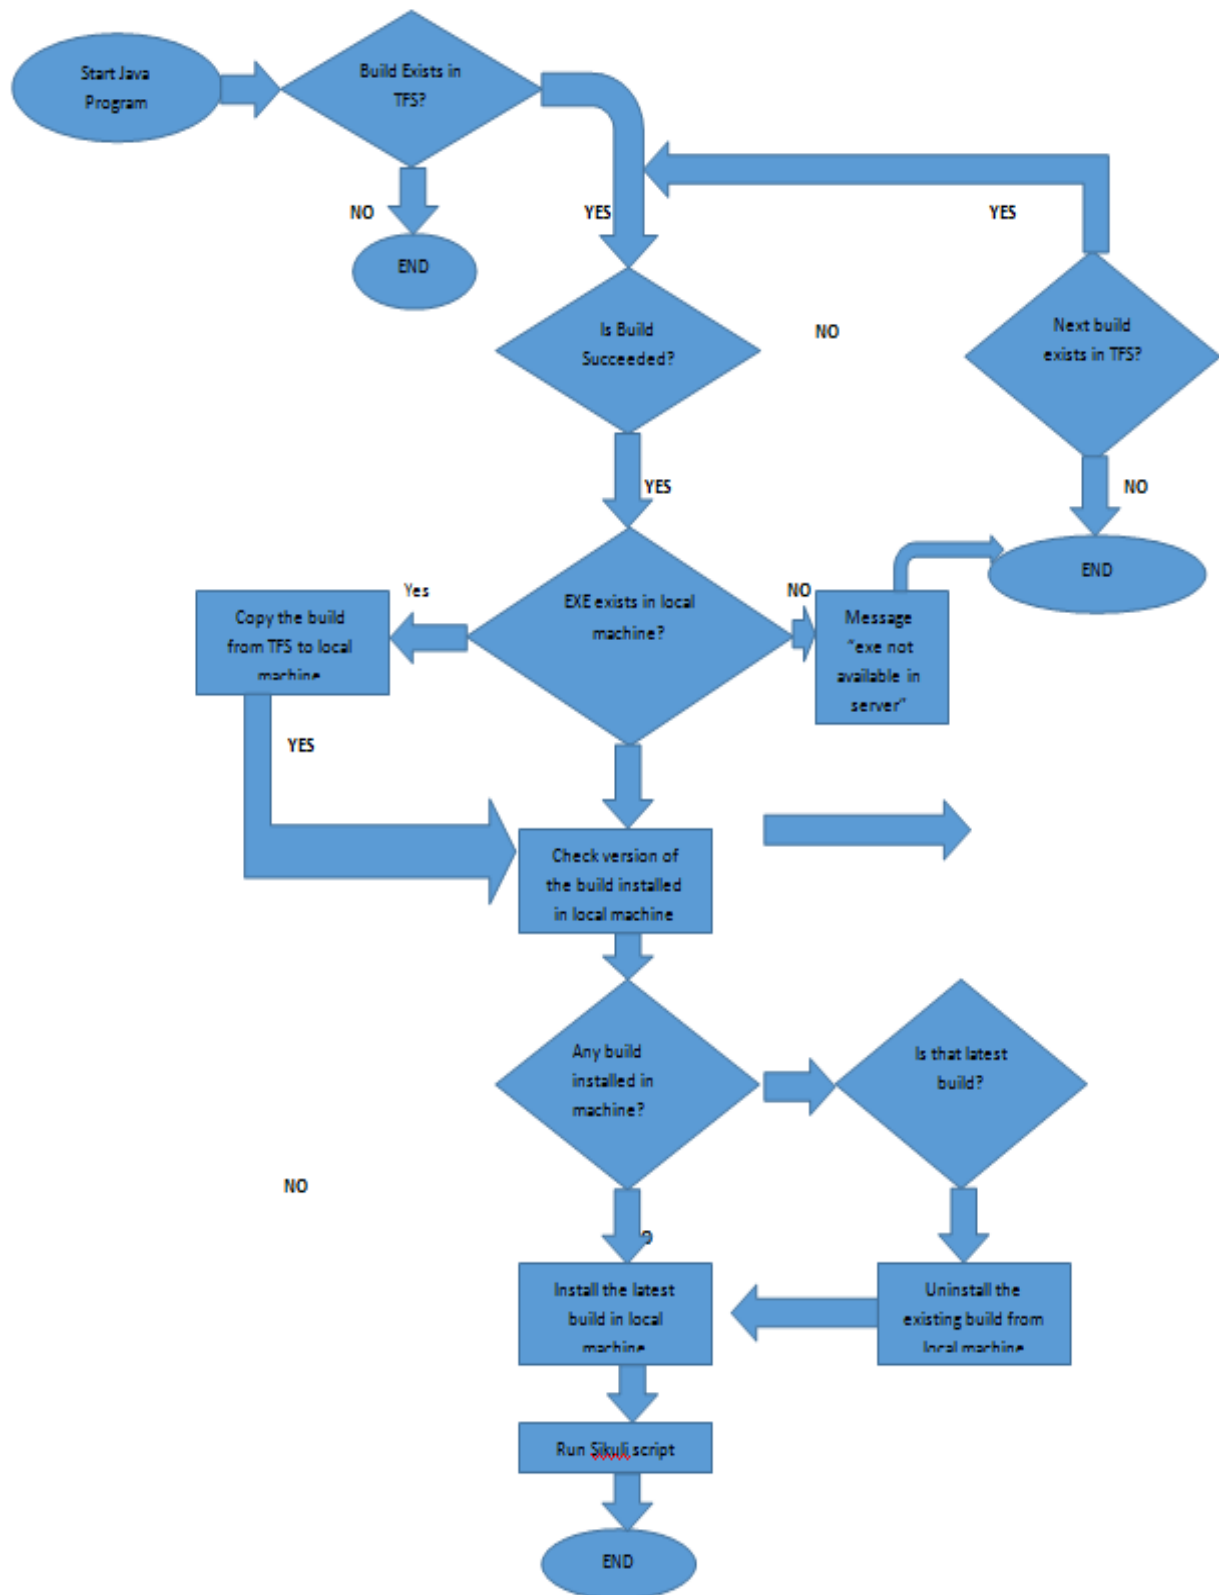 Start Java
Program
Build Exists in
TFS?
NO
END
YES
YES
Is Build
Succeeded?
NO
Next build
exists in TFS?
YES
NO
END
Yes
EXE exists in local
machine?
NO
Copy the build
from TFS to local
machine
Message
"exe not
available in
server"
YES
Check version of
the build installed
in local machine
Any build
installed in
machine?
Is that latest
build?
NO
Install the latest
build in local
machine
Uninstall the
existing build from
local machine
Run Sikuli script
END